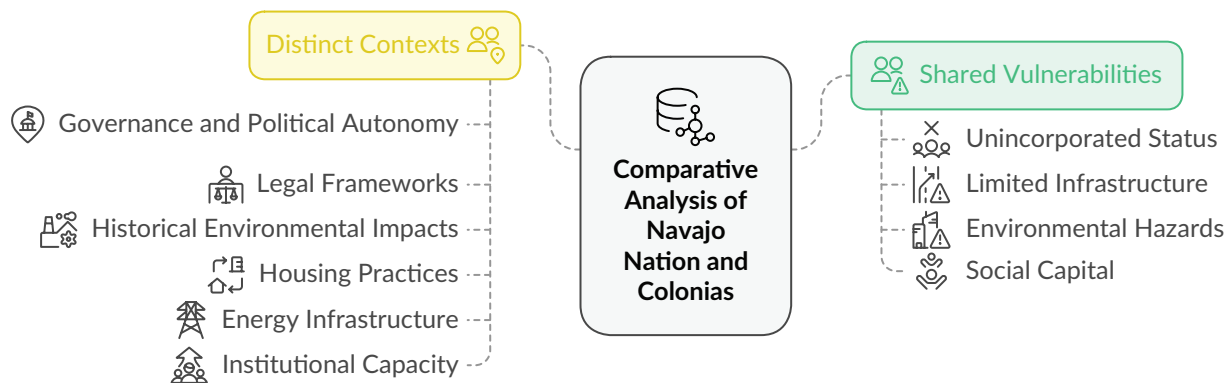 Distinct Contexts
Governance and Political Autonomy
Legal Frameworks
Historical Environmental Impacts
Housing Practices
Energy Infrastructure
Institutional Capacity
Comparative
Analysis of
Navajo
Nation and
Colonias
Shared Vulnerabilities
Unincorporated Status
Limited Infrastructure
Environmental Hazards
Social Capital